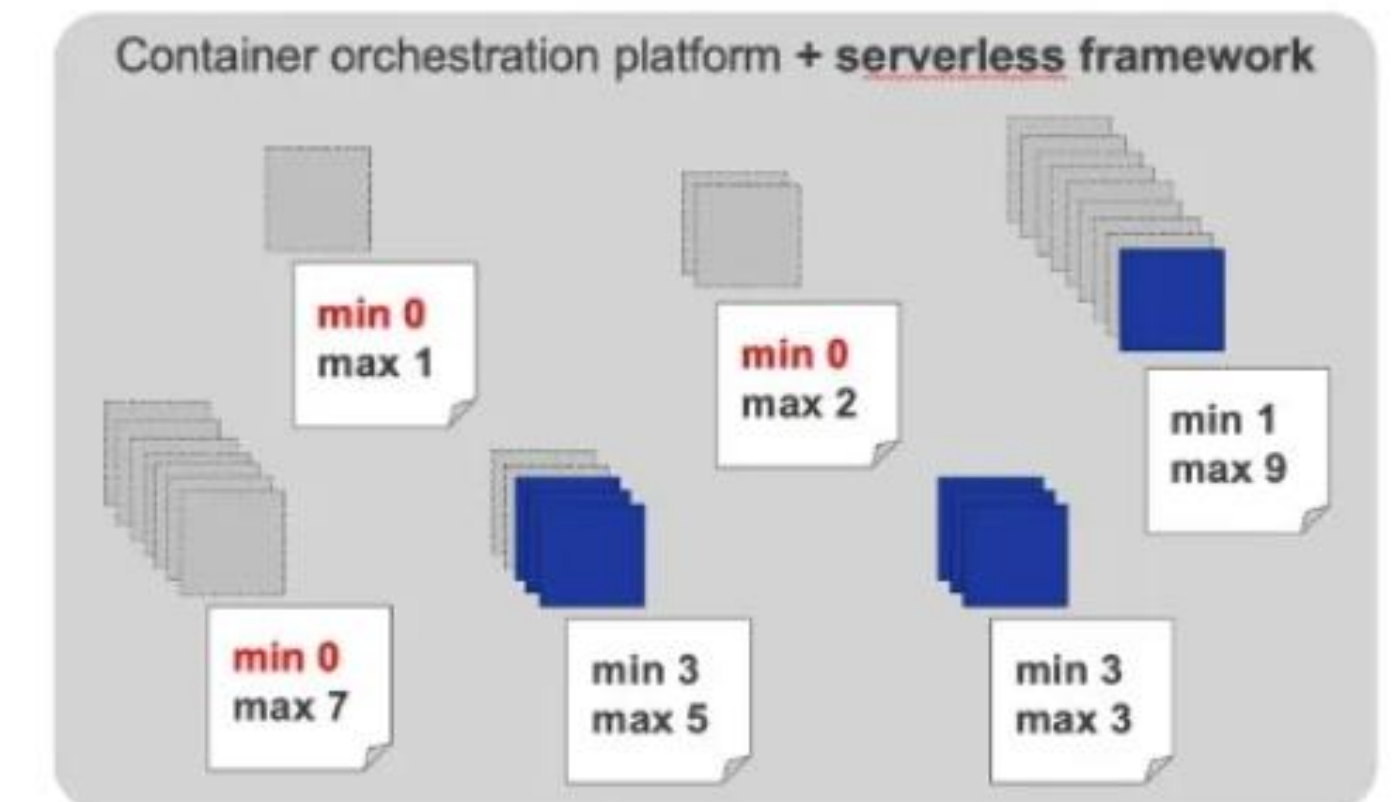 Container orchestration platform + serverless framework
min 0
max 1
min 0
max 2
min 1
max 9
min 0
max 7
min 3
max 5
min 3
max 3